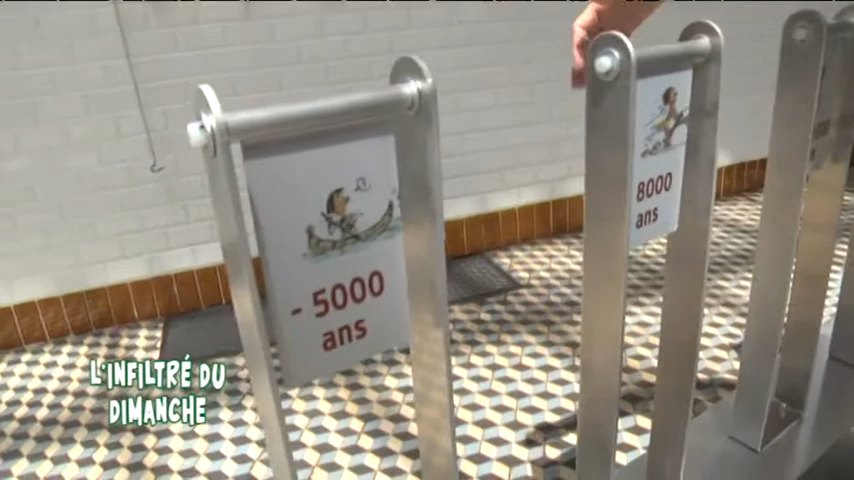 - 5000
ans
8000
ans
L'INFILTRÉ DU
DIMANCHE